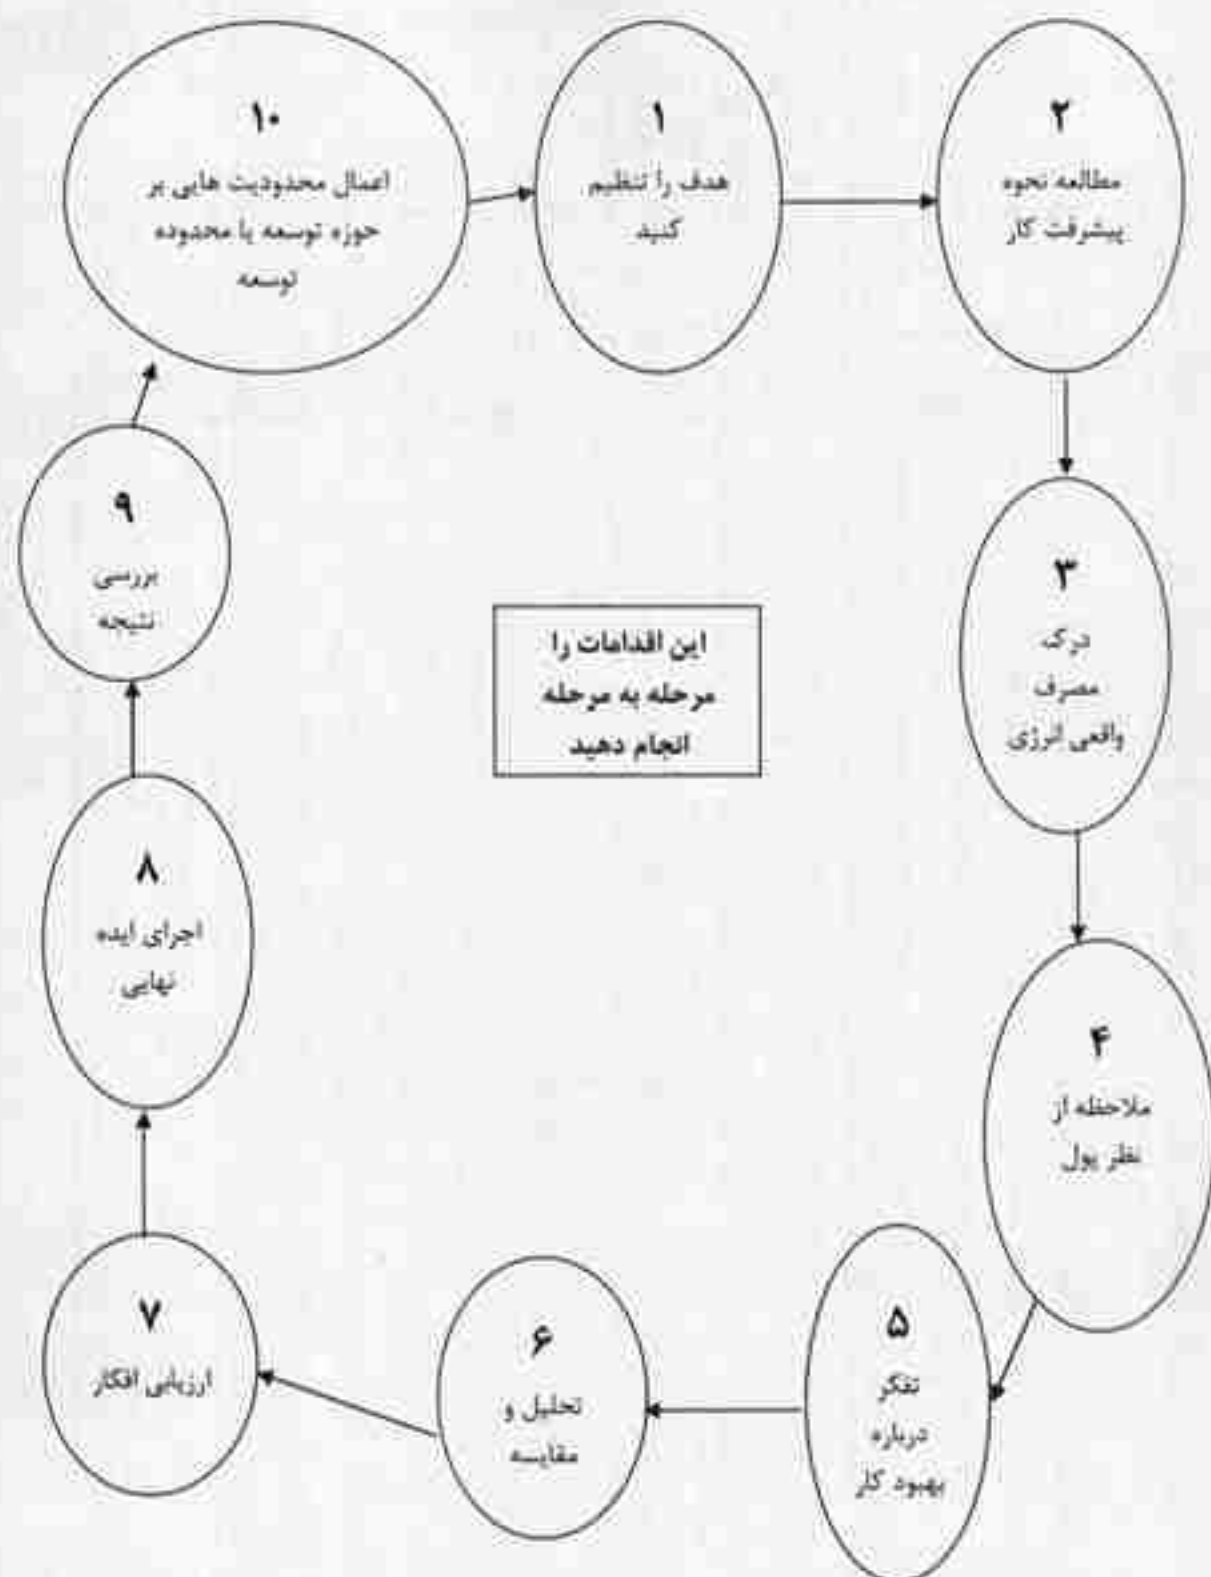 ۱
هدف را تنظیم
کنید
۲
مطالعه نحوه
پیشرفت کار
۳
درک
مصرف
واقعی انرژی
۴
ملاحظه از
نظر پول
۵
تفکر
درباره
بهبود کار
۶
تحلیل و
مقایسه
۷
ارزیابی افکار
۸
اجرای ایده
نهایی
۹
بررسی
نتیجه
۱۰
اعمال محدودیت هایی بر
حوزه توسعه یا محدوده
توسعه
این اقدامات را
مرحله به مرحله
انجام دهید